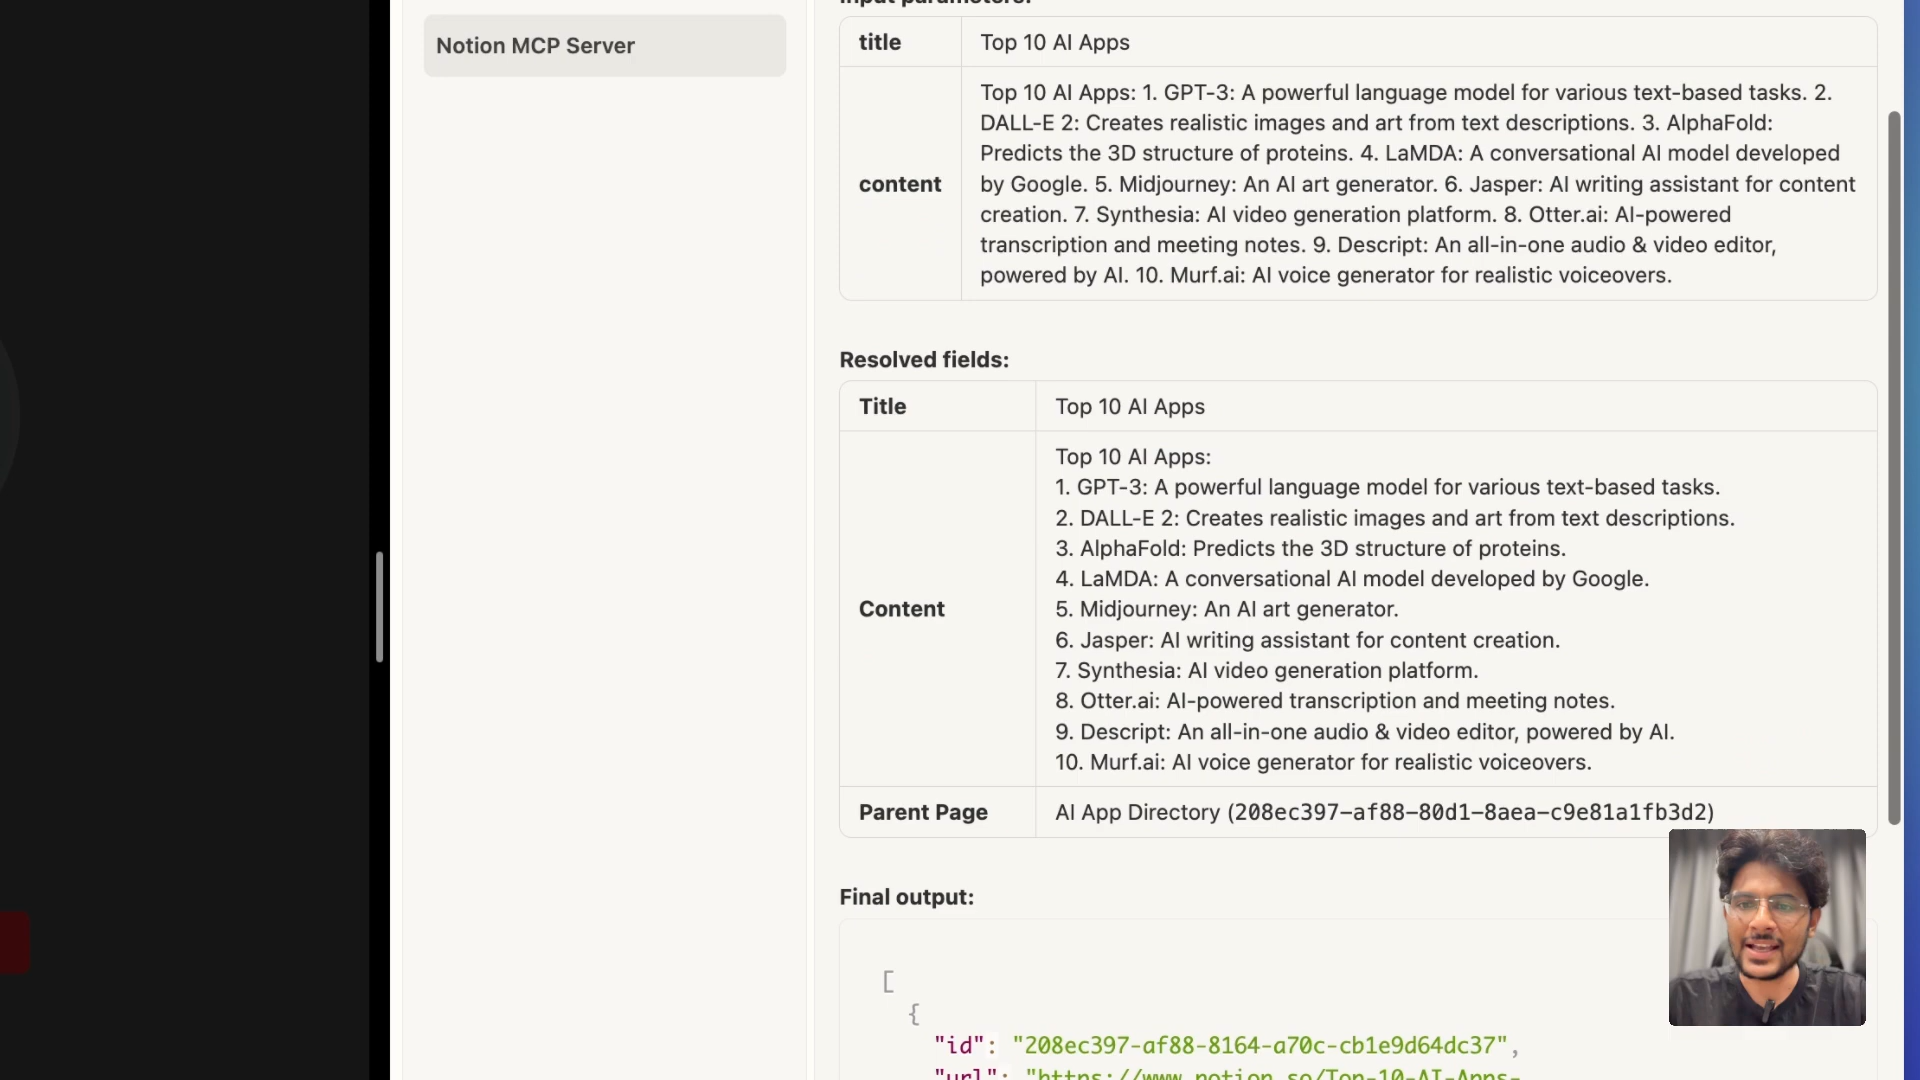 Input parameters:
Notion MCP Server
title
Top 10 AI Apps
content
Top 10 AI Apps: 1. GPT-3: A powerful language model for various text-based tasks. 2.
DALL-E 2: Creates realistic images and art from text descriptions. 3. AlphaFold:
Predicts the 3D structure of proteins. 4. LaMDA: A conversational AI model developed
by Google. 5. Midjourney: An AI art generator. 6. Jasper: AI writing assistant for content
creation. 7. Synthesia: AI video generation platform. 8. Otter.ai: AI-powered
transcription and meeting notes. 9. Descript: An all-in-one audio & video editor,
powered by AI. 10. Murf.ai: AI voice generator for realistic voiceovers.
Resolved fields:
Title
Top 10 AI Apps
Content
Top 10 AI Apps:
1. GPT-3: A powerful language model for various text-based tasks.
2. DALL-E 2: Creates realistic images and art from text descriptions.
3. AlphaFold: Predicts the 3D structure of proteins.
4. LaMDA: A conversational AI model developed by Google.
5. Midjourney: An AI art generator.
6. Jasper: AI writing assistant for content creation.
7. Synthesia: AI video generation platform.
8. Otter.ai: AI-powered transcription and meeting notes.
9. Descript: An all-in-one audio & video editor, powered by AI.
10. Murf.ai: AI voice generator for realistic voiceovers.
Parent Page
AI App Directory (208ec397-af88-80d1-8aea-c9e81a1fb3d2)
Final output:
[
{
"id": "208ec397-af88-8164-a70c-cb1e9d64dc37",
"url": "https://www.notion.so/Top-10-AI-Apps-